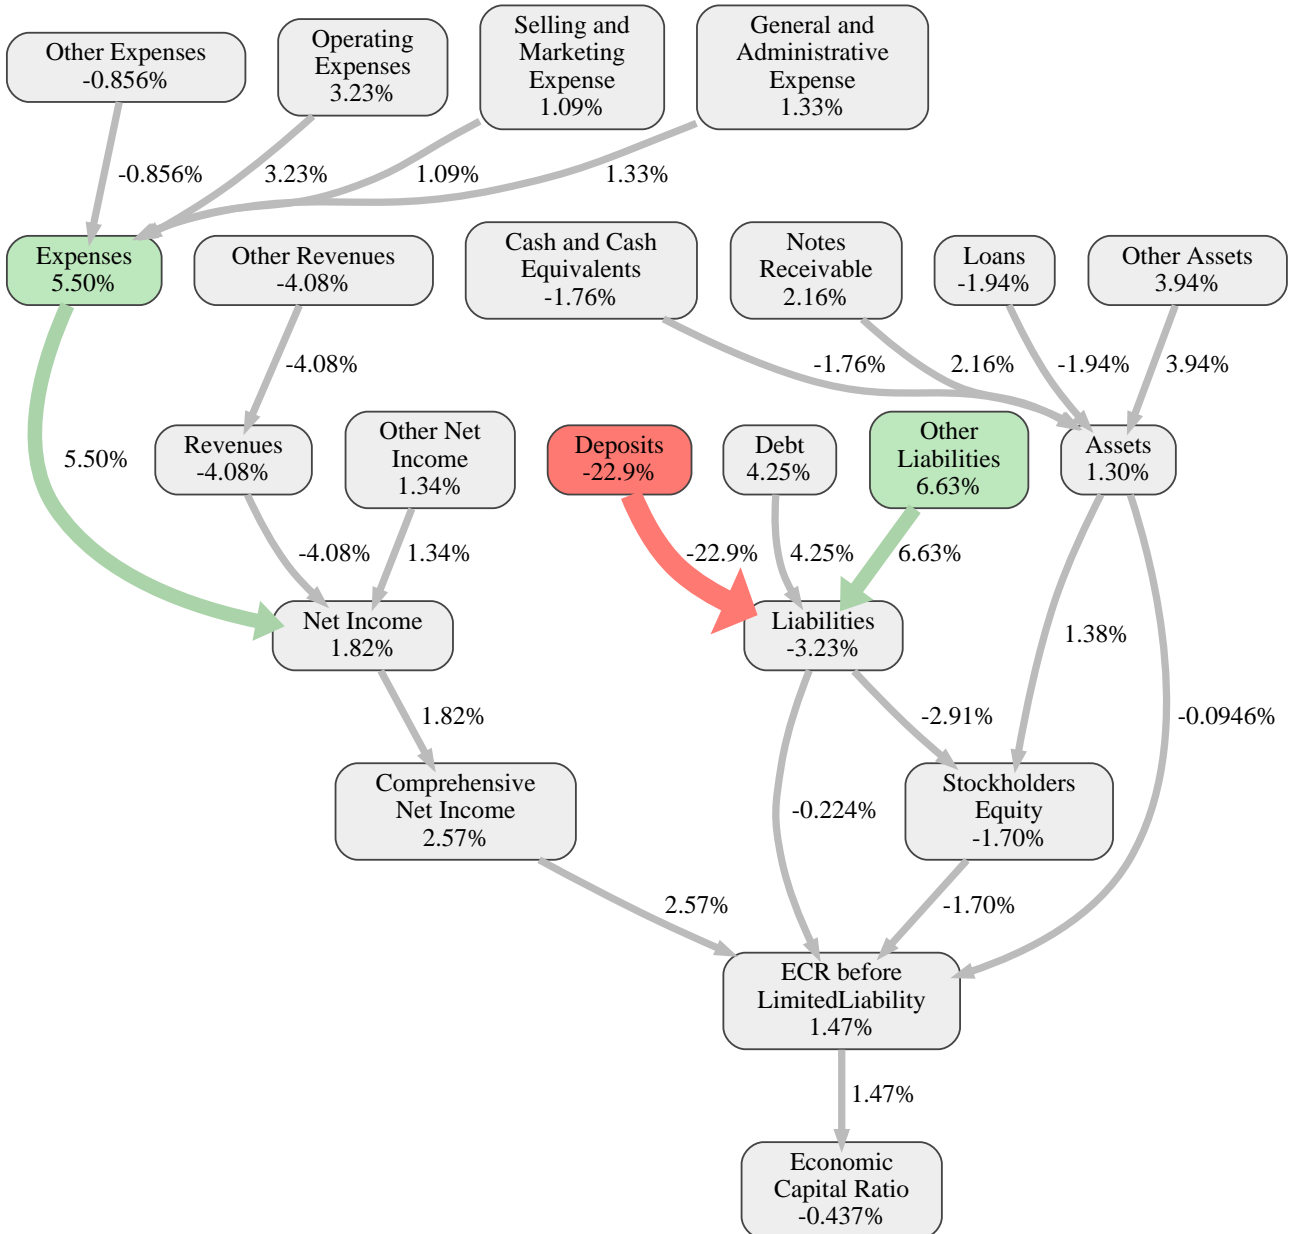 Other Expenses
-0.856%
Operating
Expenses
3.23%
Selling and
Marketing
Expense
1.09%
General and
Administrative
Expense
1.33%
-0.856%
3.23%
1.09%
1.33%
Expenses
5.50%
Other Revenues
-4.08%
Cash and Cash
Equivalents
-1.76%
Notes
Receivable
2.16%
Loans
-1.94%
Other Assets
3.94%
-4.08%
-1.76%
2.16%
-1.94%
3.94%
5.50%
Revenues
-4.08%
Other Net
Income
1.34%
Deposits
-22.9%
Debt
4.25%
Other
Liabilities
6.63%
Assets
1.30%
-4.08%
1.34%
-22.9%
4.25%
6.63%
Net Income
1.82%
Liabilities
-3.23%
1.38%
1.82%
-2.91%
-0.0946%
Comprehensive
Net Income
2.57%
-0.224%
Stockholders
Equity
-1.70%
2.57%
-1.70%
ECR before
LimitedLiability
1.47%
1.47%
Economic
Capital Ratio
-0.437%